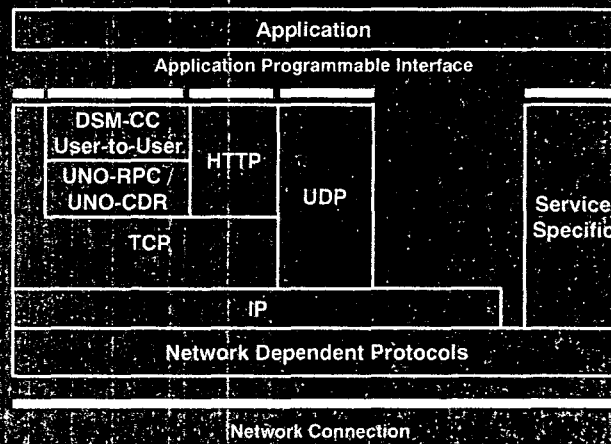 Application
Application Programmable Interface
DSM-CC
User-to-User
UNO-RPC /
UNO-CDR
HTTP
UDP
Service
Specific
TCP
IP
Network Dependent Protocols
Network Connection